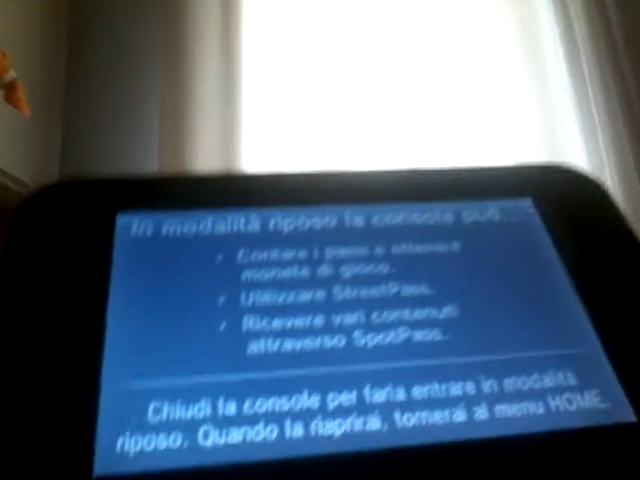 In modalità riposo la console può...
✓ Contare i passi e ottenere
monete di gioco.
✓ Utilizzare StreetPass.
✓ Ricevere vari contenuti
attraverso SpotPass.
Chiudi la console per farla entrare in modalità
riposo. Quando la riaprirai, tornerai al menu HOME.